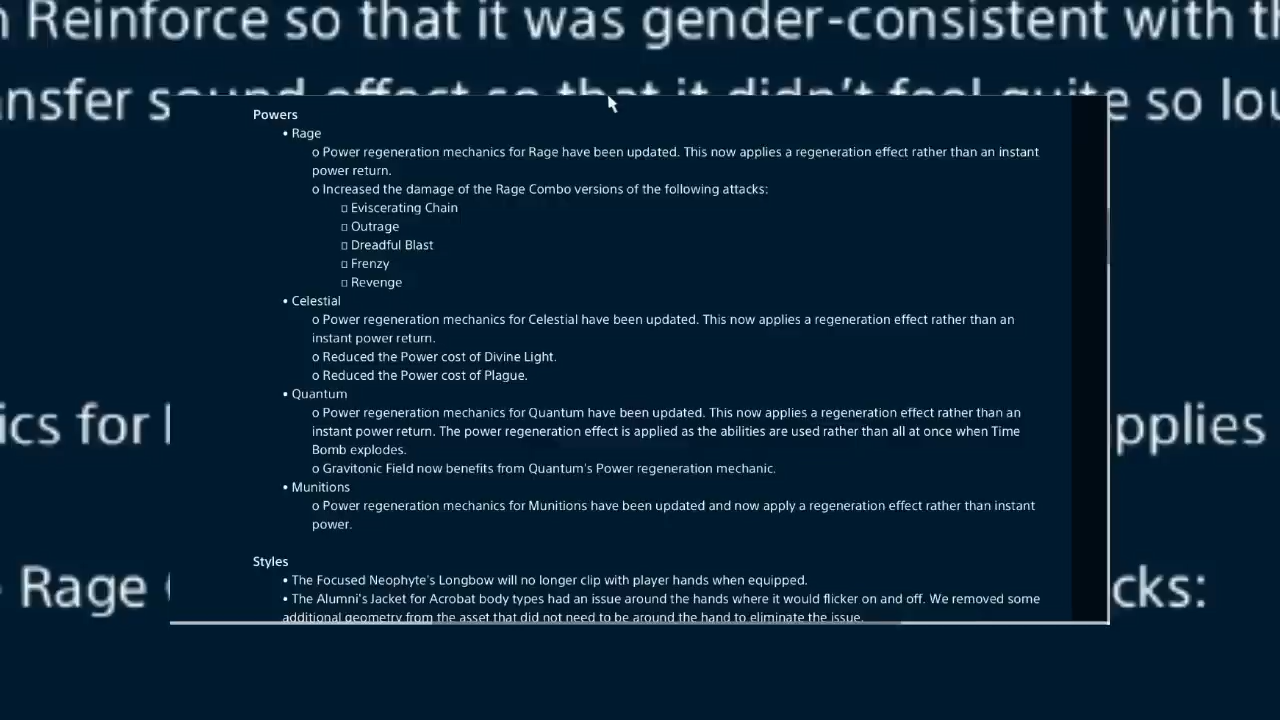 n Reinforce so that it was gender-consistent with th
ansfer sound effect so that it didn't feel quite so lou
Powers
• Rage
o Power regeneration mechanics for Rage have been updated. This now applies a regeneration effect rather than an instant
power return.
o Increased the damage of the Rage Combo versions of the following attacks:
▯ Eviscerating Chain
▯ Outrage
▯ Dreadful Blast
▯ Frenzy
▯ Revenge
• Celestial
o Power regeneration mechanics for Celestial have been updated. This now applies a regeneration effect rather than an
instant power return.
o Reduced the Power cost of Divine Light.
o Reduced the Power cost of Plague.
• Quantum
o Power regeneration mechanics for Quantum have been updated. This now applies a regeneration effect rather than an
instant power return. The power regeneration effect is applied as the abilities are used rather than all at once when Time
Bomb explodes.
o Gravitonic Field now benefits from Quantum's Power regeneration mechanic.
• Munitions
o Power regeneration mechanics for Munitions have been updated and now apply a regeneration effect rather than instant
power.
Styles
• The Focused Neophyte's Longbow will no longer clip with player hands when equipped.
• The Alumni's Jacket for Acrobat body types had an issue around the hands where it would flicker on and off. We removed some
additional geometry from the asset that did not need to be around the hand to eliminate the issue.
ics for
pplies
Rage
cks: